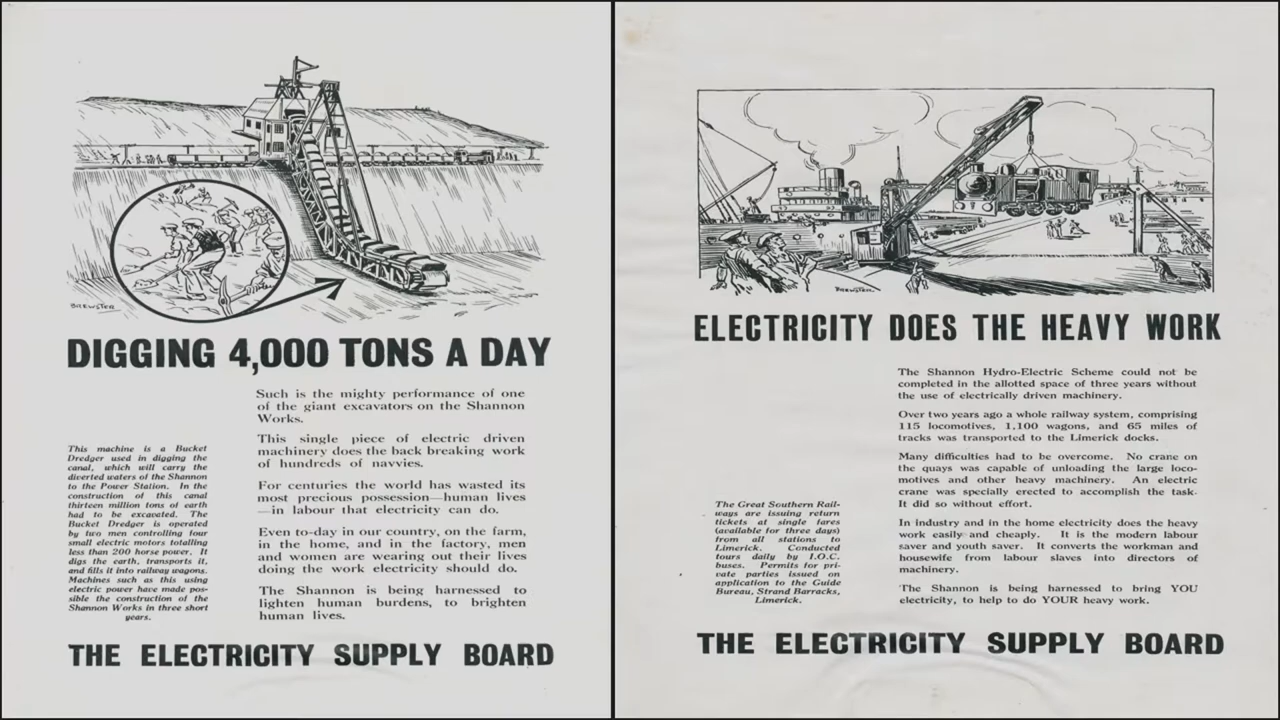 BREWSTER
DIGGING 4,000 TONS A DAY
Such is the mighty performance of one
of the giant excavators on the Shannon
Works.
This single piece of electric driven
machinery does the back breaking work
of hundreds of navvies.
For centuries the world has wasted its
most precious possession—human lives
—in labour that electricity can do.
Even to-day in our country, on the farm,
in the home, and in the factory, men
and women are wearing out their lives
doing the work electricity should do.
The Shannon is being harnessed to
lighten human burdens, to brighten
human lives.
This machine is a Bucket
Dredger used in digging the
canal, which will carry the
diverted waters of the Shannon
to the Power Station. In the
construction of this canal
thirteen million tons of earth
had to be excavated. The
Bucket Dredger is operated
by two men controlling four
small electric motors totalling
less than 200 horse power. It
digs the earth, transports it,
and fills it into railway wagons.
Machines such as this using
electric power have made pos-
sible the construction of the
Shannon Works in three short
years.
THE ELECTRICITY SUPPLY BOARD
BREWSTER.
ELECTRICITY DOES THE HEAVY WORK
The Shannon Hydro-Electric Scheme could not be
completed in the allotted space of three years without
the use of electrically driven machinery.
Over two years ago a whole railway system, comprising
115 locomotives, 1,100 wagons, and 65 miles of
tracks was transported to the Limerick docks.
Many difficulties had to be overcome. No crane on
the quays was capable of unloading the large loco-
motives and other heavy machinery. An electric
crane was specially erected to accomplish the task.
It did so without effort.
In industry and in the home electricity does the heavy
work easily and cheaply. It is the modern labour
saver and youth saver. It converts the workman and
housewife from labour slaves into directors of
machinery.
The Shannon is being harnessed to bring YOU
electricity, to help to do YOUR heavy work.
The Great Southern Rail-
ways are issuing return
tickets at single fares
(available for three days)
from all stations to
Limerick. Conducted
tours daily by I.O.C.
buses. Permits for pri-
vate parties issued on
application to the Guide
Bureau, Strand Barracks,
Limerick.
THE ELECTRICITY SUPPLY BOARD